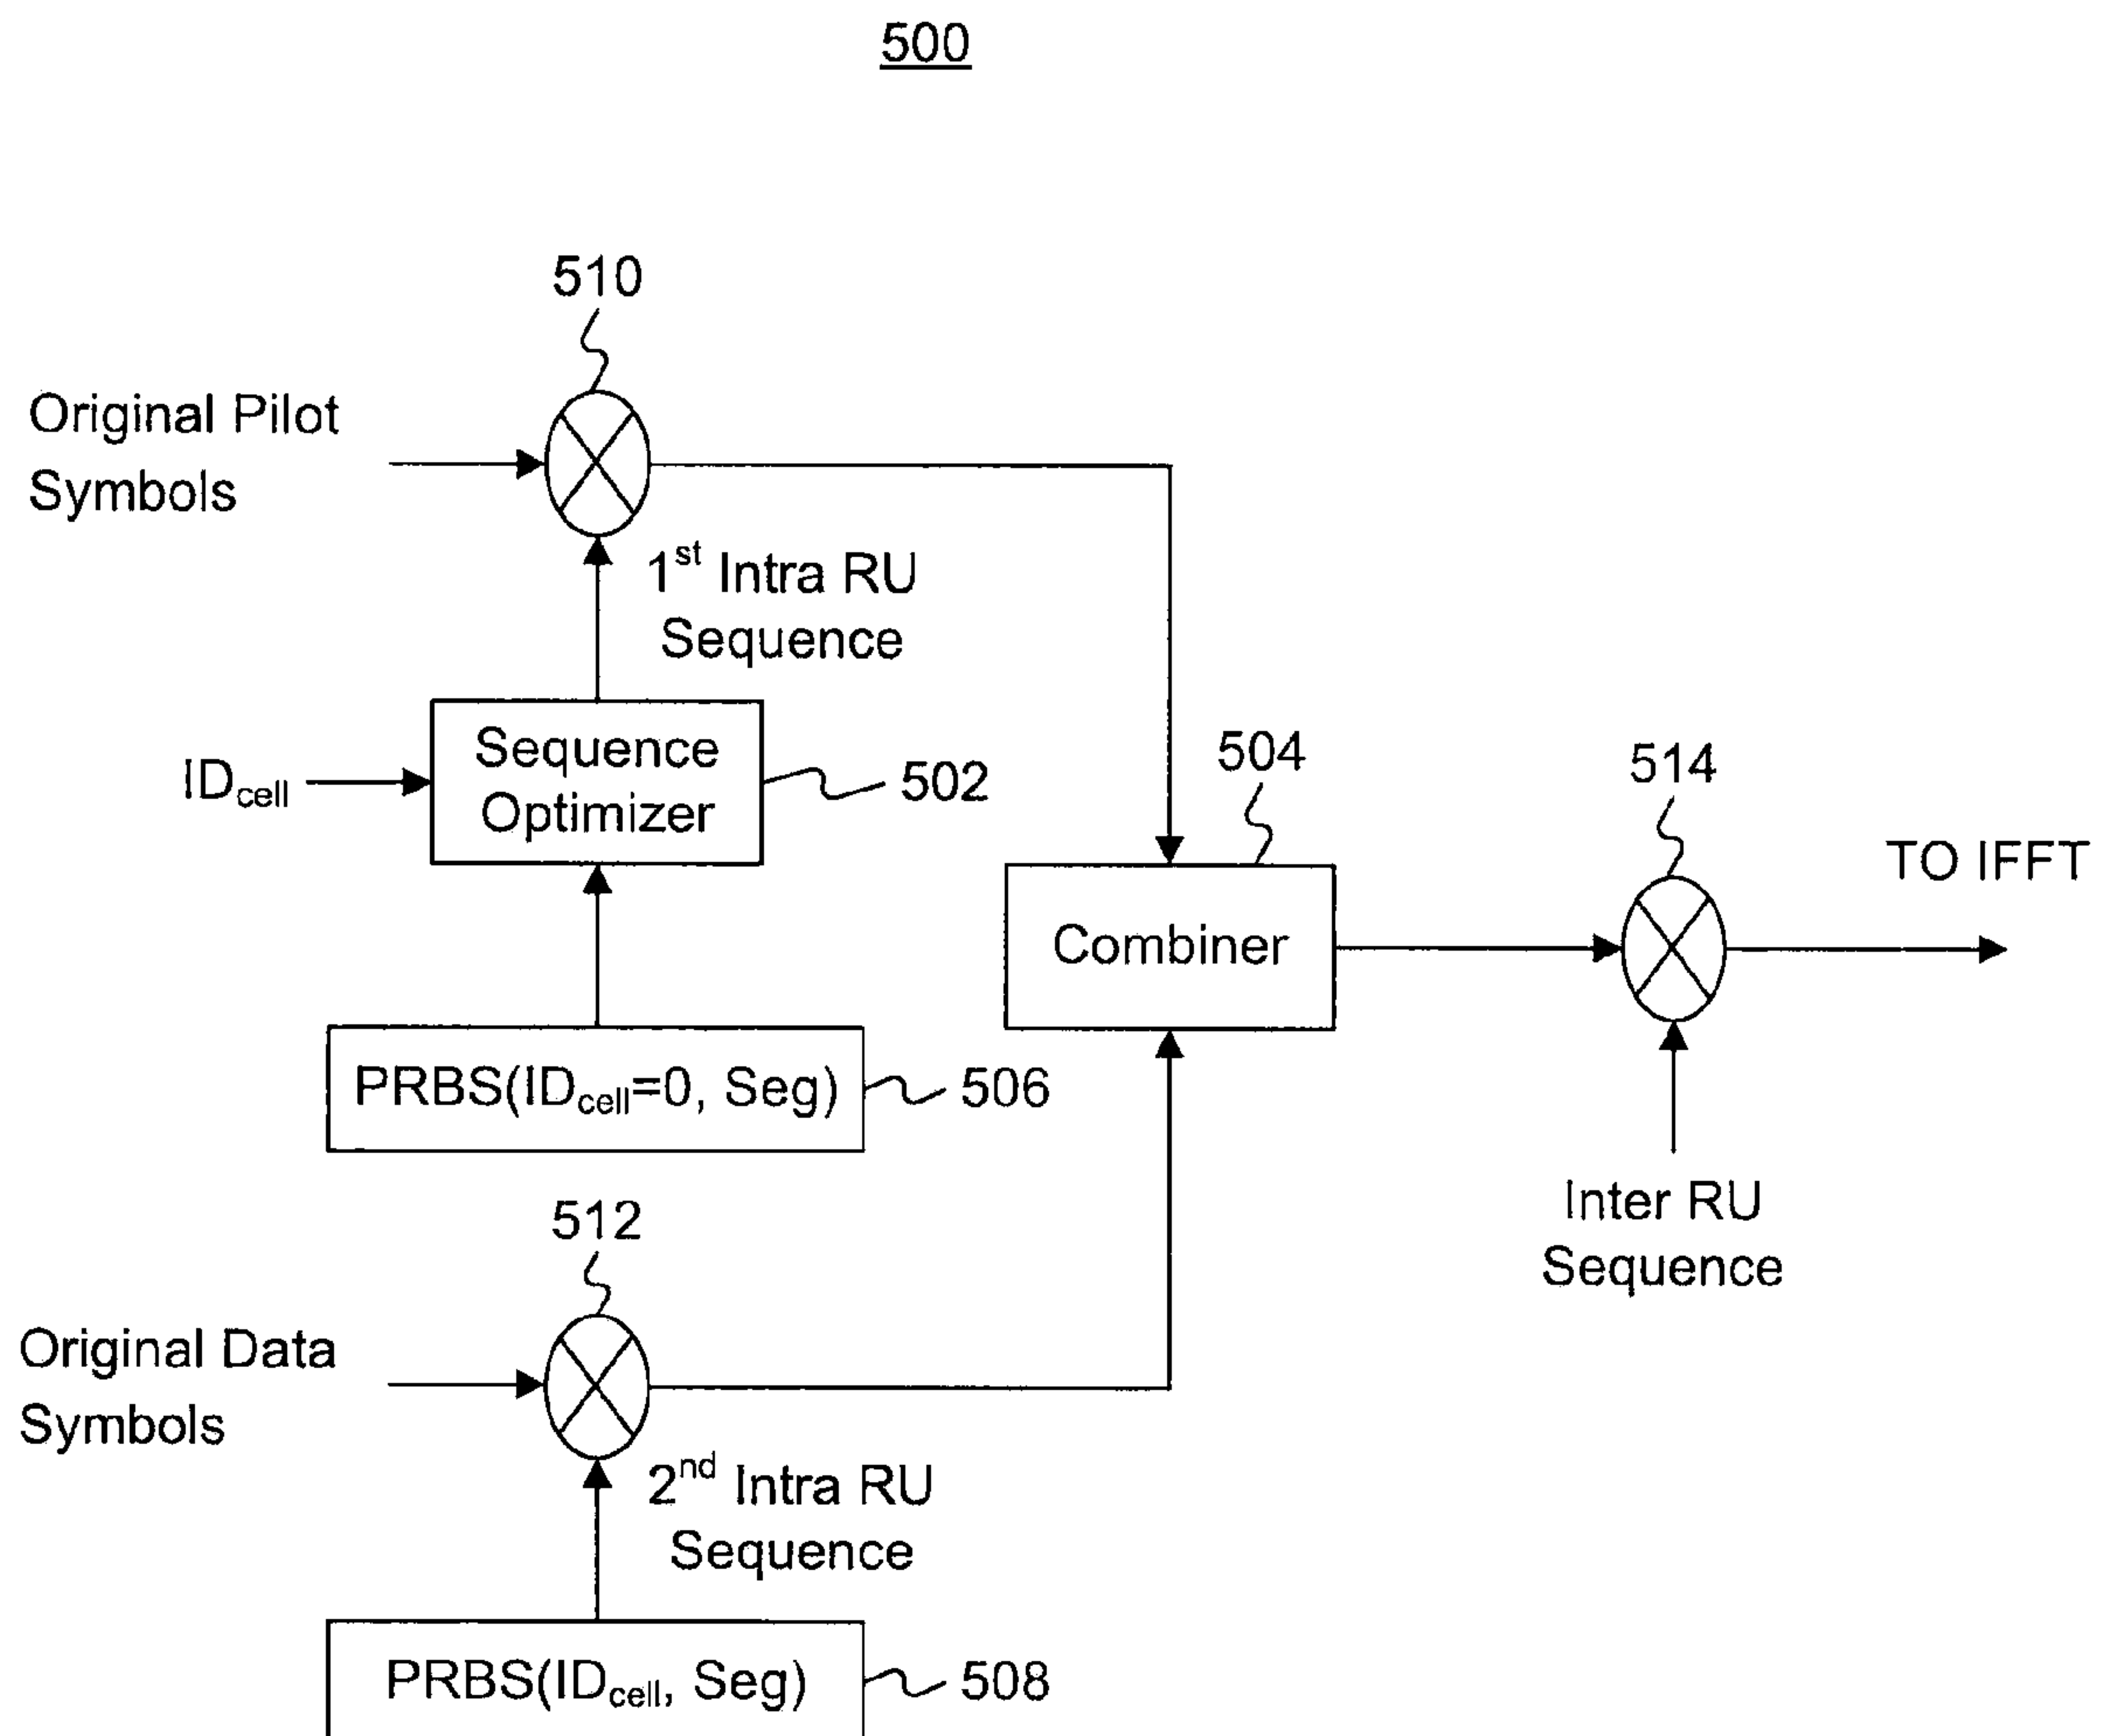 500
510
Original Pilot
Symbols
1st Intra RU
Sequence
Sequence
Optimizer
IDcell
502
504
514
TO IFFT
Combiner
PRBS(IDcell=0, Seg)
506
Inter RU
Sequence
512
Original Data
Symbols
2nd Intra RU
Sequence
PRBS(IDcell, Seg)
508